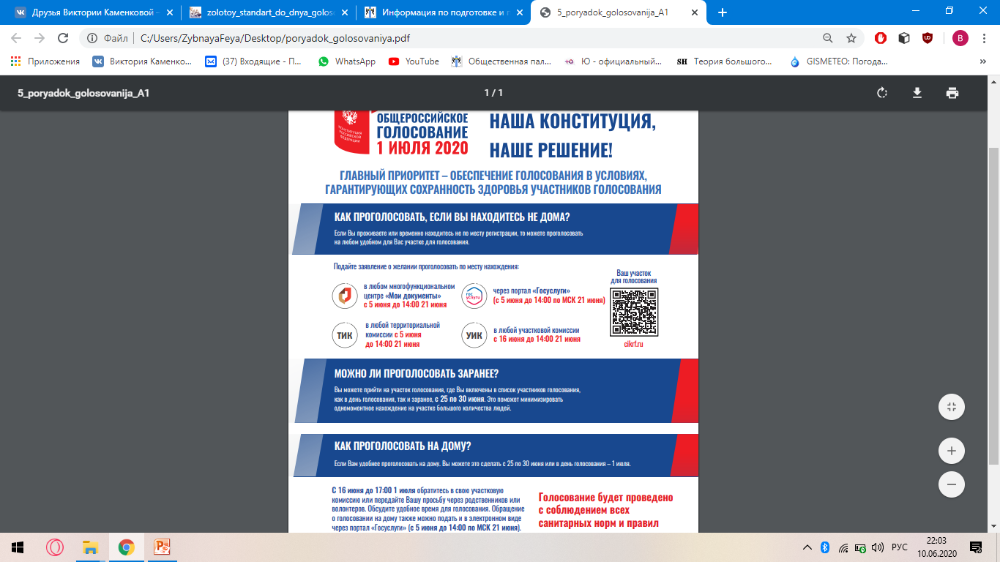 Друзья Виктории Каменковой –
zolotoy_standart_do_dnya_golos
Информация по подготовке и п
5_poryadok_golosovanija_A1
Файл
C:/Users/ZybnayaFeya/Desktop/poryadok_golosovaniya.pdf
В
Приложения
Виктория Каменко...
(37) Входящие - П...
WhatsApp
YouTube
Общественная пал...
Ю - официальный...
SH
Теория большого...
GISMETEO: Погода...
»
5_poryadok_golosovanija_A1
1 / 1
КОНСТИТУЦИЯ
РОССИЙСКОЙ
ФЕДЕРАЦИИ
ОБЩЕРОССИЙСКОЕ
ГОЛОСОВАНИЕ
1 ИЮЛЯ 2020
НАША КОНСТИТУЦИЯ,
НАШЕ РЕШЕНИЕ!
ГЛАВНЫЙ ПРИОРИТЕТ – ОБЕСПЕЧЕНИЕ ГОЛОСОВАНИЯ В УСЛОВИЯХ,
ГАРАНТИРУЮЩИХ СОХРАННОСТЬ ЗДОРОВЬЯ УЧАСТНИКОВ ГОЛОСОВАНИЯ
КАК ПРОГОЛОСОВАТЬ, ЕСЛИ ВЫ НАХОДИТЕСЬ НЕ ДОМА?
Если Вы проживаете или временно находитесь не по месту регистрации, то можете проголосовать
на любом удобном для Вас участке для голосования.
Подайте заявление о желании проголосовать по месту нахождения:
в любом многофункциональном
центре «Мои документы»
с 5 июня до 14:00 21 июня
гос
услуги
через портал «Госуслуги»
(с 5 июня до 14:00 по МСК 21 июня)
ТИК
в любой территориальной
комиссии с 5 июня
до 14:00 21 июня
УИК
в любой участковой комиссии
с 16 июня до 14:00 21 июня
Ваш участок
для голосования
cikrf.ru
МОЖНО ЛИ ПРОГОЛОСОВАТЬ ЗАРАНЕЕ?
Вы можете прийти на участок голосования, где Вы включены в список участников голосования,
как в день голосования, так и заранее, с 25 по 30 июня. Это поможет минимизировать
одномоментное нахождение на участке большого количества людей.
КАК ПРОГОЛОСОВАТЬ НА ДОМУ?
Если Вам удобнее проголосовать на дому. Вы можете это сделать с 25 по 30 июня или в день голосования – 1 июля.
С 16 июня до 17:00 1 июля обратитесь в свою участковую
комиссию или передайте Вашу просьбу через родственников или
волонтеров. Обсудите удобное время для голосования. Обращение
о голосовании на дому также можно подать и в электронном виде
через портал «Госуслуги» (с 5 июня до 14:00 по МСК 21 июня).
Голосование будет проведено
с соблюдением всех
санитарных норм и правил
РУС
22:03
10.06.2020